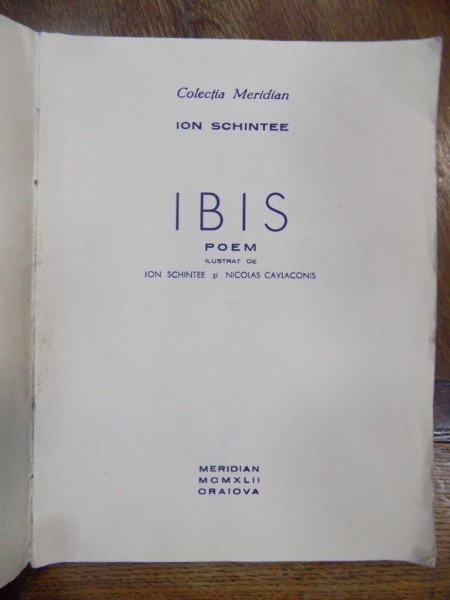 Colecția Meridian
ION SCHINTEE
IBIS
POEM
ILUSTRAT DE
ION SCHINTEE și NICOLAS CAVLACONIS
MERIDIAN
MCMXLII
CRAIOVA